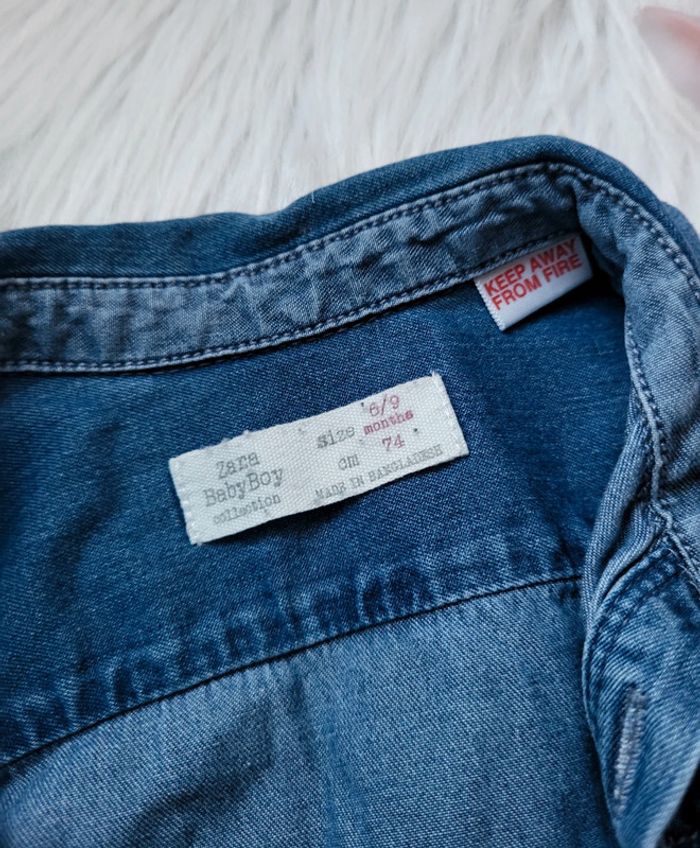 Zara
BabyBoy
collection
size 6/9
months
cm 74
MADE IN BANGLADESH
KEEP AWAY
FROM FIRE